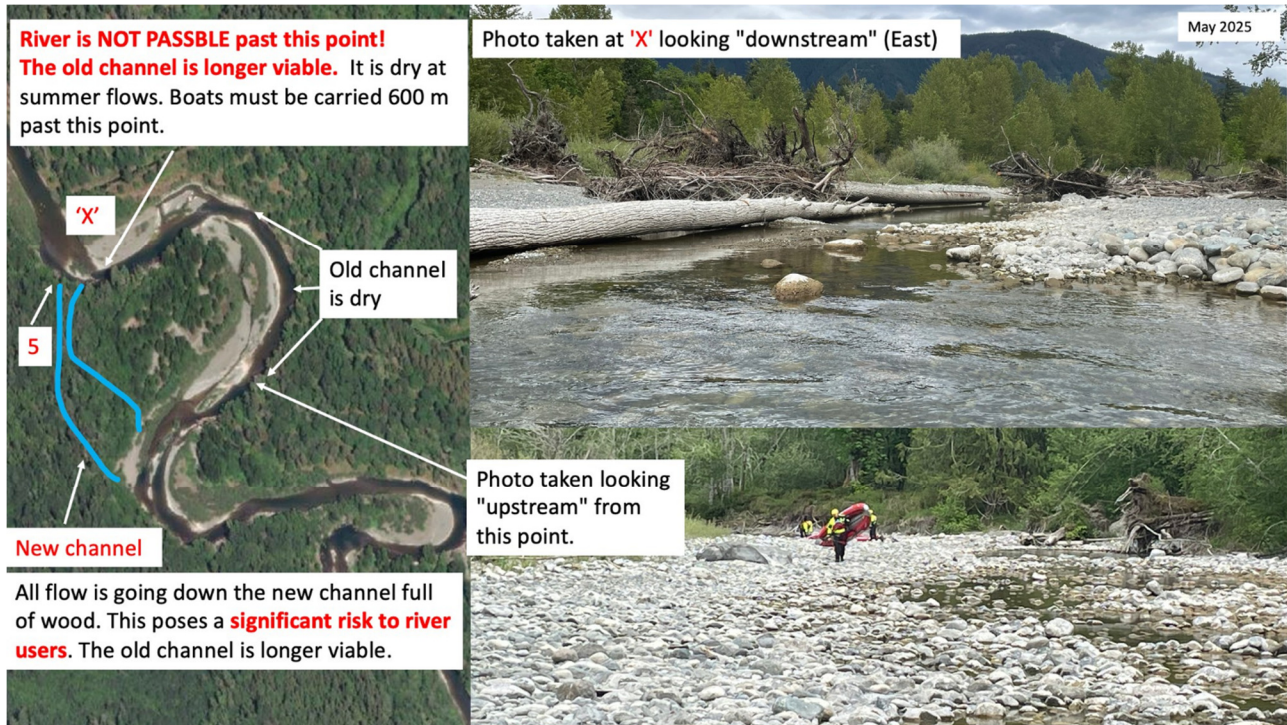 River is NOT PASSBLE past this point!
The old channel is longer viable. It is dry at
summer flows. Boats must be carried 600 m
past this point.
'X'
5
Old channel
is dry
New channel
All flow is going down the new channel full
of wood. This poses a significant risk to river
users. The old channel is longer viable.
Photo taken at 'X' looking "downstream" (East)
May 2025
Photo taken looking
"upstream" from
this point.